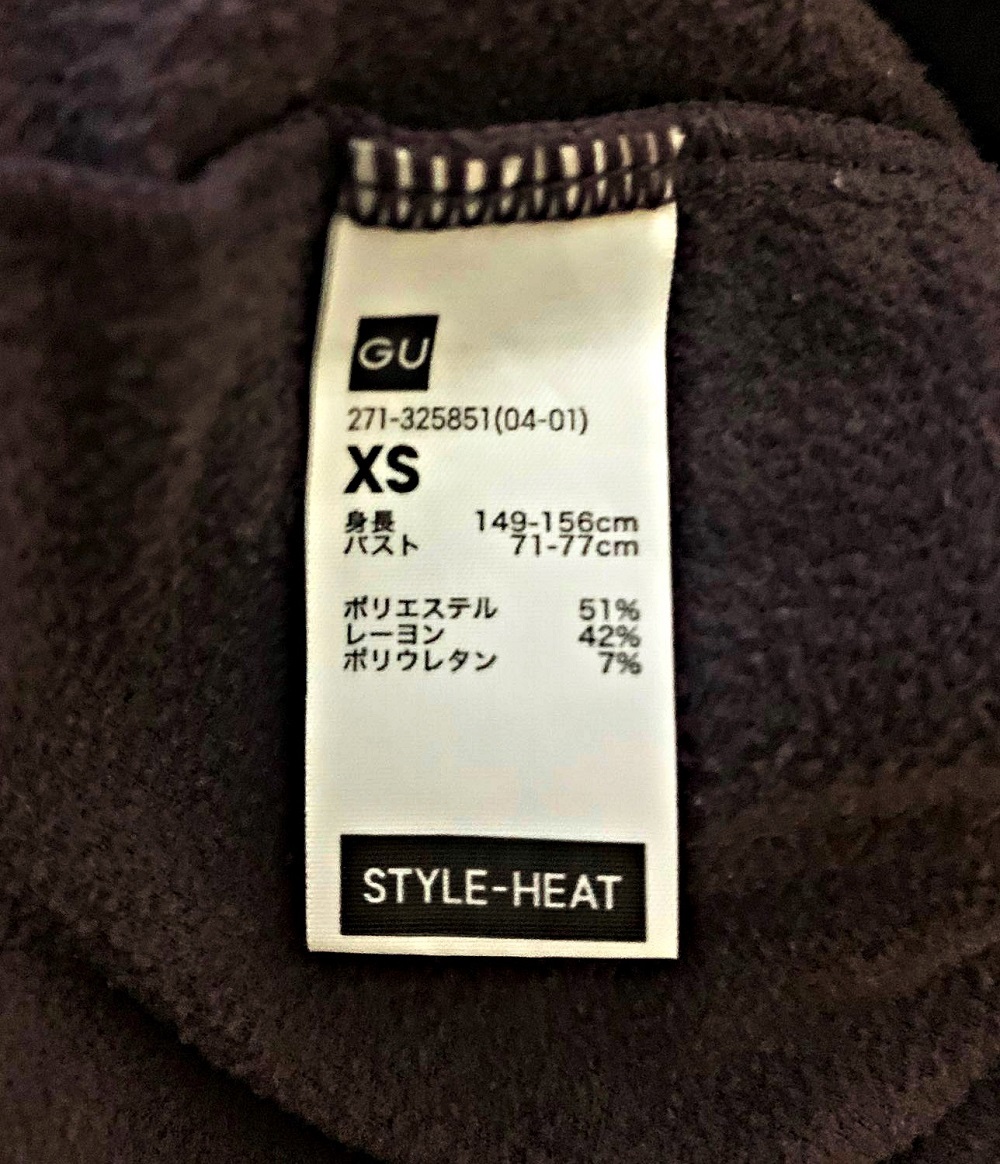 GU
271-325851(04-01)
XS
身長 149-156cm
バスト 71-77cm
ポリエステル 51%
レーヨン 42%
ポリウレタン 7%
STYLE-HEAT